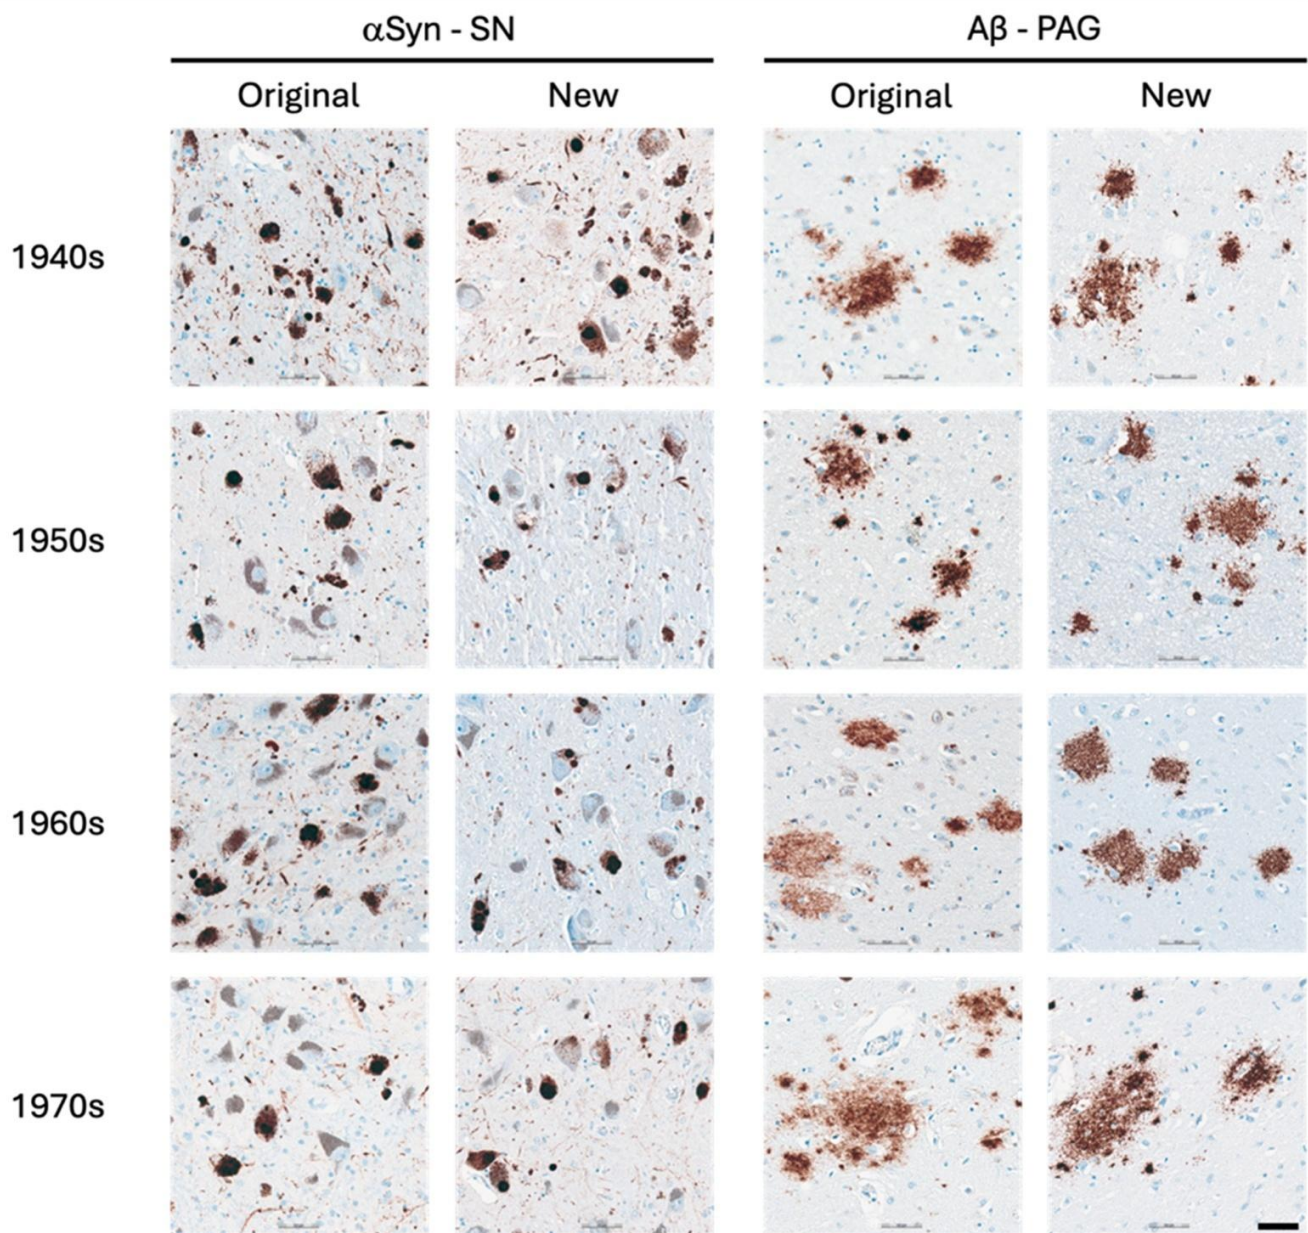 αSyn - SN
Aβ - PAG
Original
New
Original
New
1940s
1950s
1960s
1970s